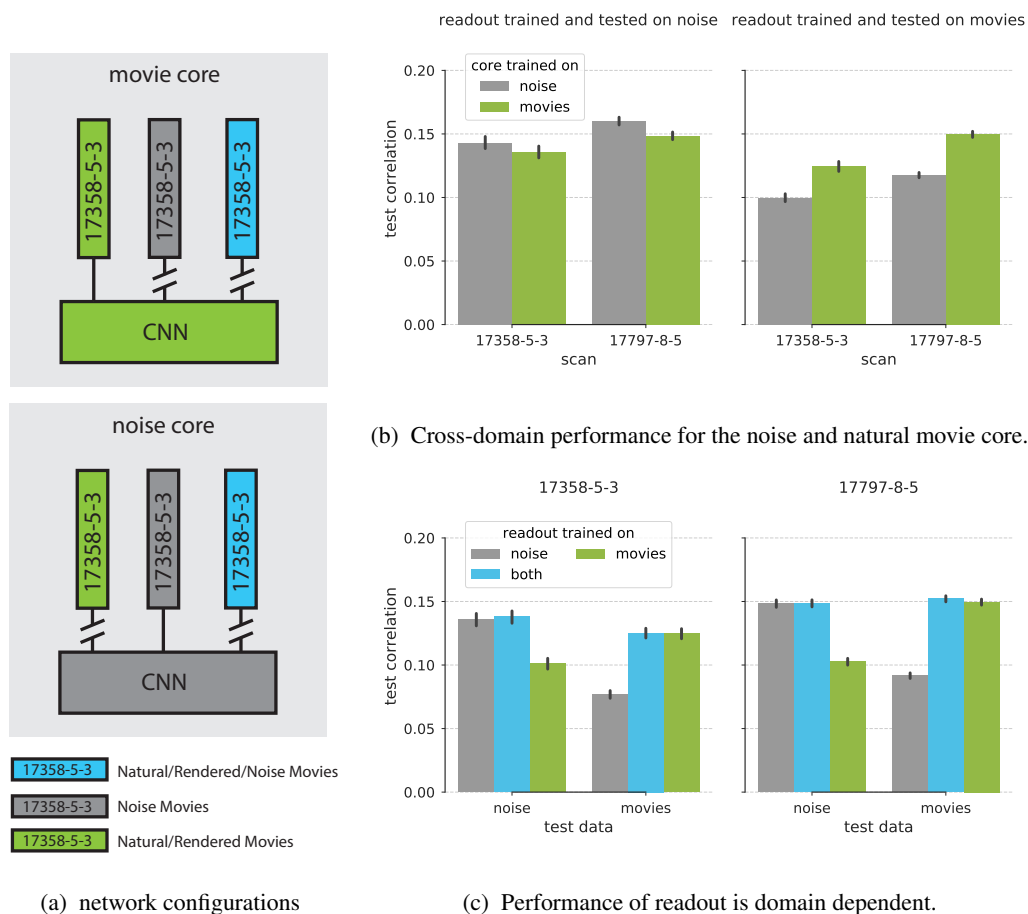 movie core
17358-5-3
17358-5-3
17358-5-3
CNN
noise core
17358-5-3
17358-5-3
17358-5-3
CNN
17358-5-3 Natural/Rendered/Noise Movies
17358-5-3 Noise Movies
17358-5-3 Natural/Rendered Movies
(a) network configurations
readout trained and tested on noise
readout trained and tested on movies
core trained on
noise
movies
test correlation
0.20
0.15
0.10
0.05
0.00
17358-5-3 17797-8-5
scan
17358-5-3 17797-8-5
scan
(b) Cross-domain performance for the noise and natural movie core.
17358-5-3
17797-8-5
readout trained on
noise movies
both
test correlation
0.20
0.15
0.10
0.05
0.00
noise movies
test data
noise movies
test data
(c) Performance of readout is domain dependent.